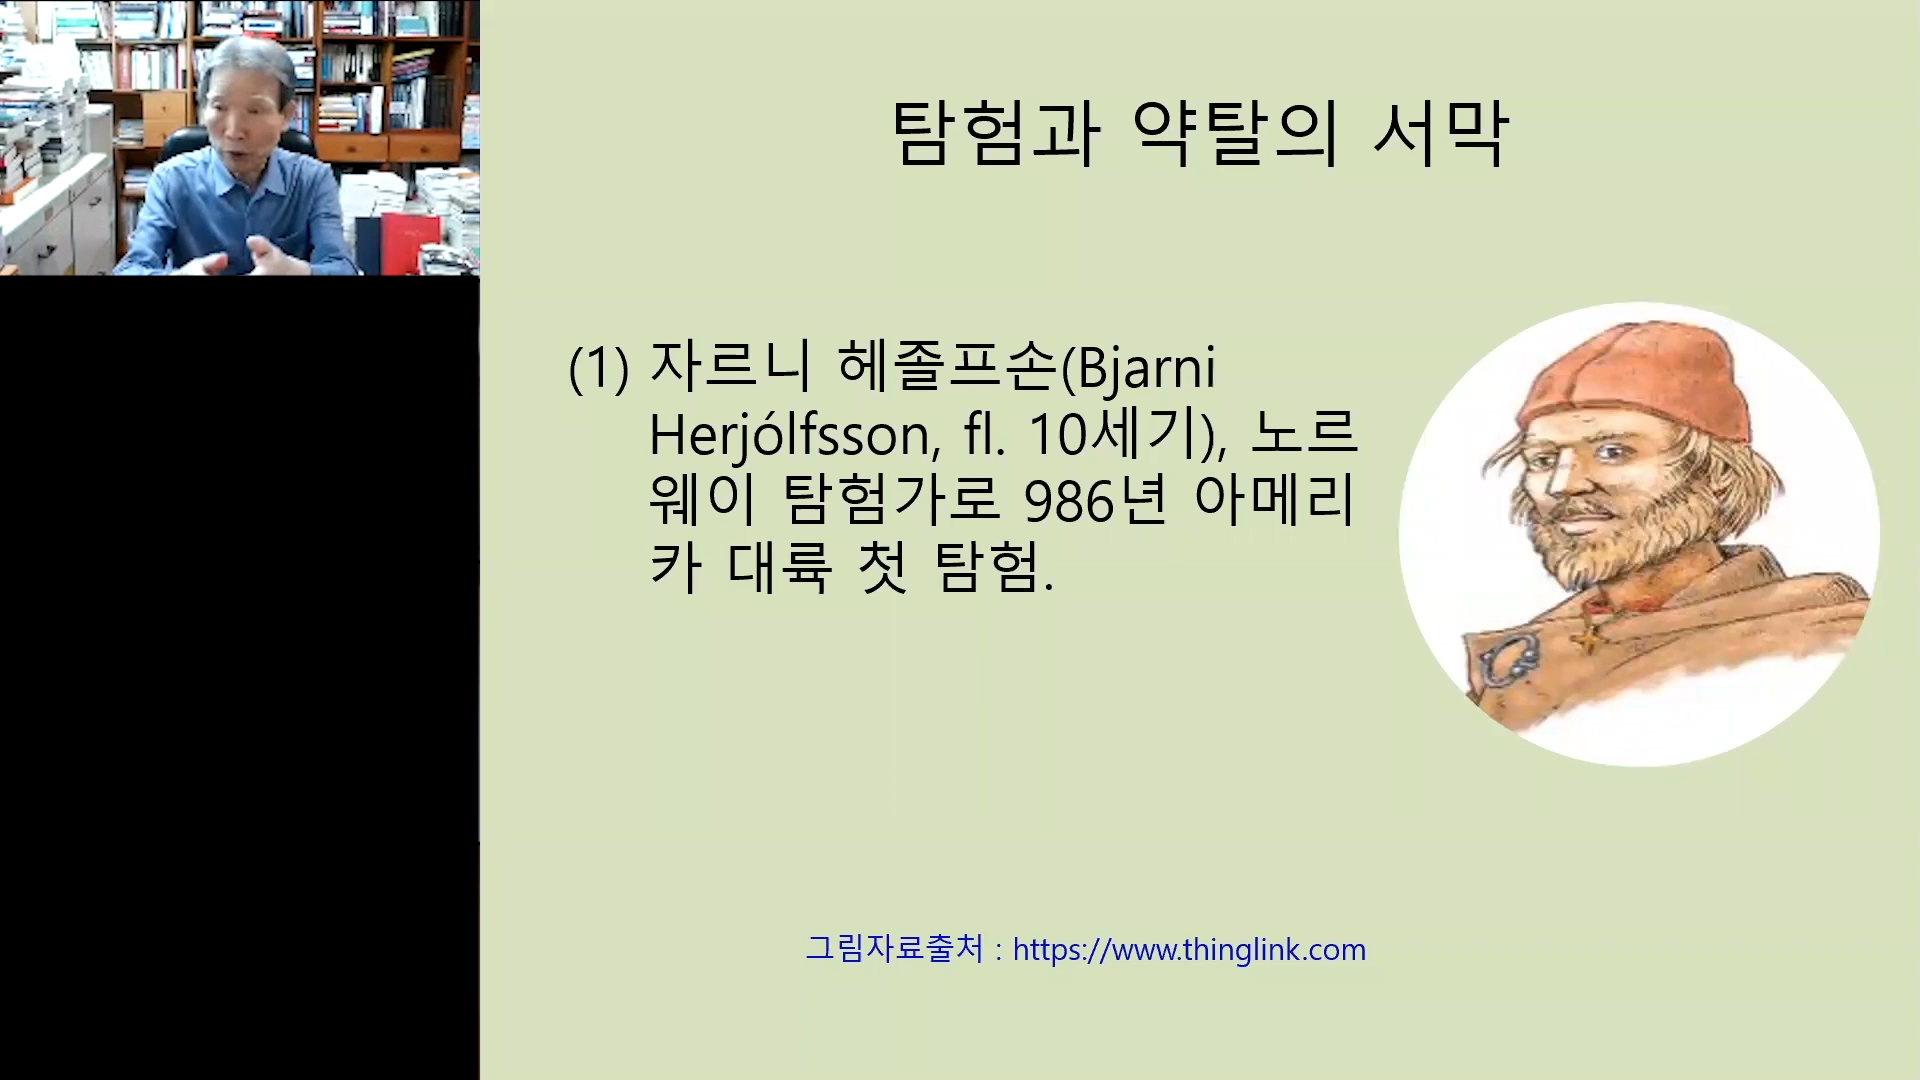 탐험과 약탈의 서막
(1) 자르니 헤졸프손(Bjarni
Herjólfsson, fl. 10세기), 노르
웨이 탐험가로 986년 아메리
카 대륙 첫 탐험.
그림자료출처 : https://www.thinglink.com